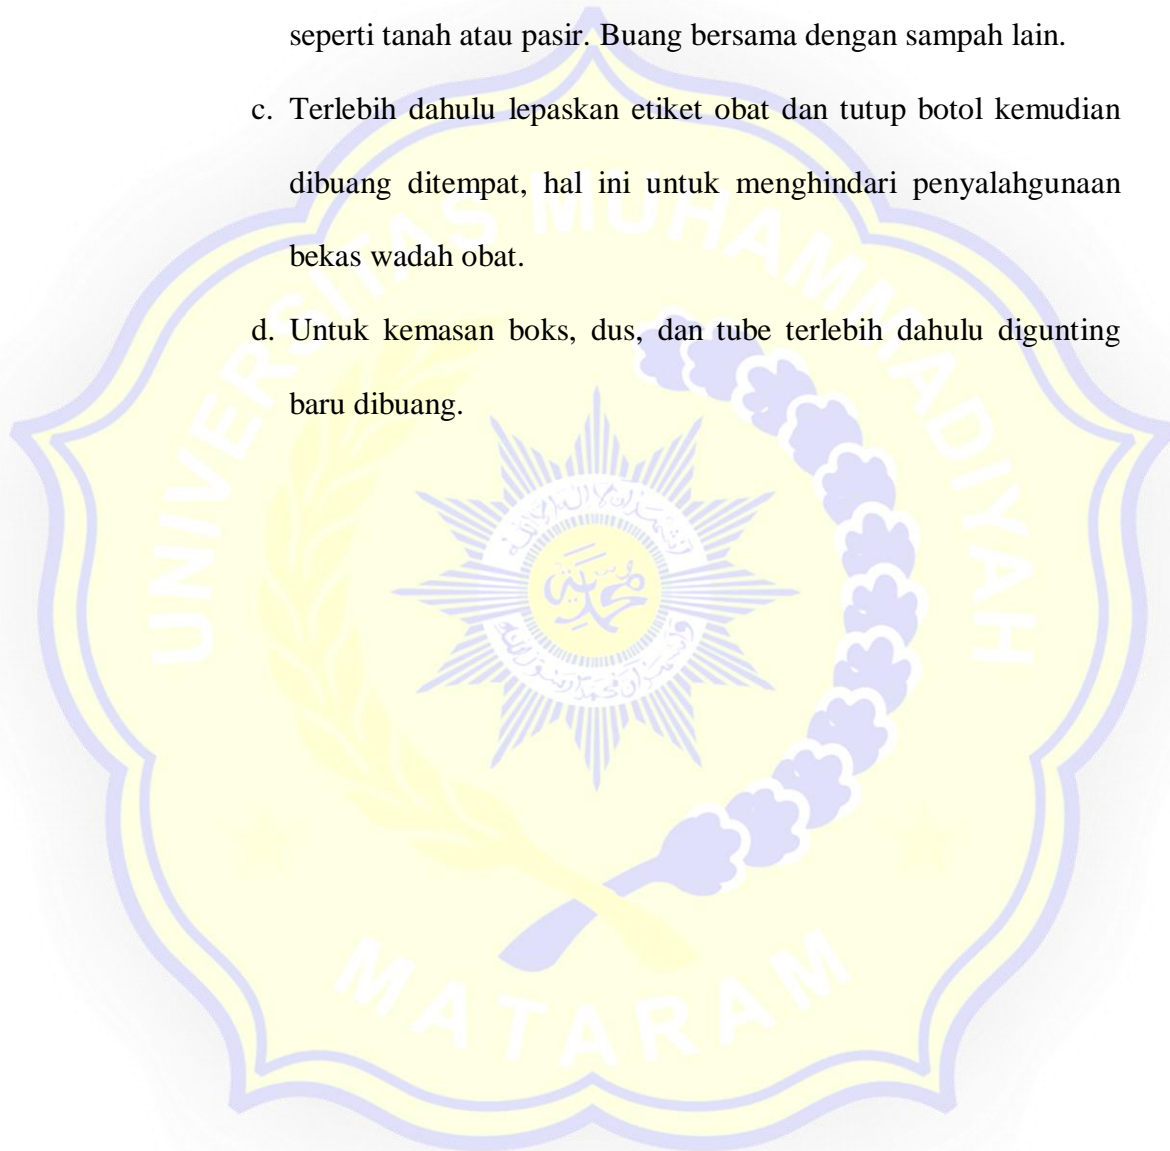 seperti tanah atau pasir. Buang bersama dengan sampah lain.
c. Terlebih dahulu lepaskan etiket obat dan tutup botol kemudian
dibuang ditempat, hal ini untuk menghindari penyalahgunaan
bekas wadah obat.
d. Untuk kemasan boks, dus, dan tube terlebih dahulu digunting
baru dibuang.
UNIVERSITAS MUHAMMADIYAH
MATARAM